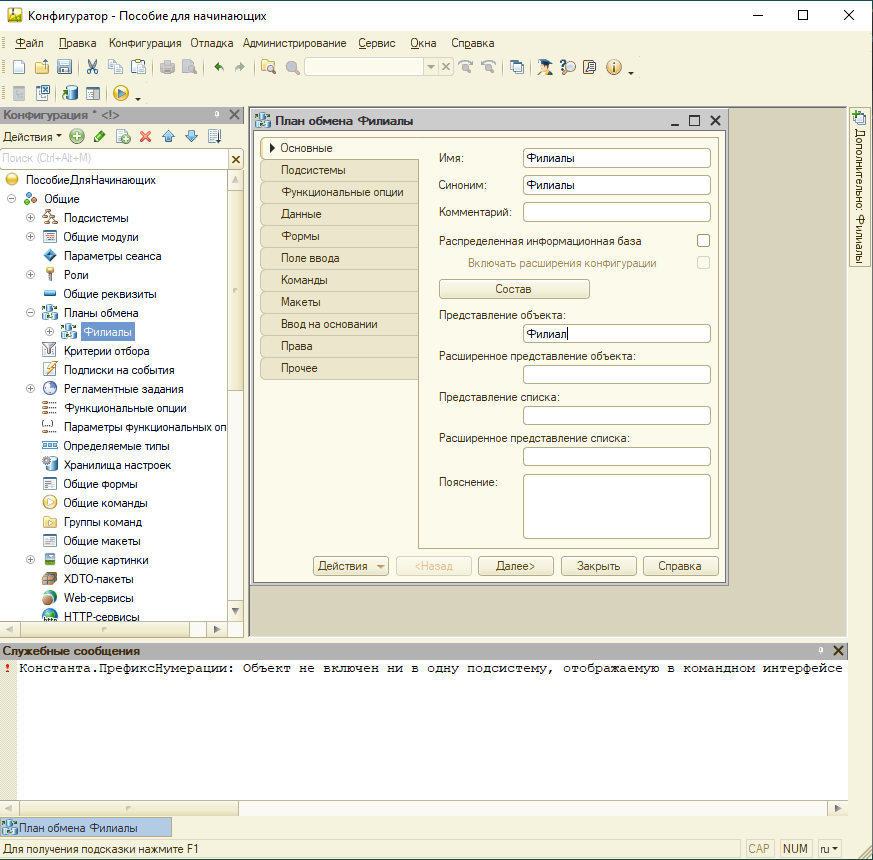 Конфигуратор - Пособие для начинающих
Файл Правка Конфигурация Отладка Администрирование Сервис Окна Справка
Конфигурация * <!>
Действия
Поиск (Ctrl+Alt+M)
ПособиеДляНачинающих
Общие
Подсистемы
Общие модули
Параметры сеанса
Роли
Общие реквизиты
Планы обмена
Филиалы
Критерии отбора
Подписки на события
Регламентные задания
Функциональные опции
Параметры функциональных оп
Определяемые типы
Хранилища настроек
Общие формы
Общие команды
Группы команд
Общие макеты
Общие картинки
XDTO-пакеты
Web-сервисы
HTTP-сервисы
План обмена Филиалы
Основные
Подсистемы
Функциональные опции
Данные
Формы
Поле ввода
Команды
Макеты
Ввод на основании
Права
Прочее
Имя: Филиалы
Синоним: Филиалы
Комментарий:
Распределенная информационная база
Включать расширения конфигурации
Состав
Представление объекта:
Филиал
Расширенное представление объекта:
Представление списка:
Расширенное представление списка:
Пояснение:
Действия <Назад Далее> Закрыть Справка
Дополнительно: Филиалы
Служебные сообщения
! Константа.ПрефиксНумерации: Объект не включен ни в одну подсистему, отображаемую в командном интерфейсе
План обмена Филиалы
Для получения подсказки нажмите F1 CAP NUM ru